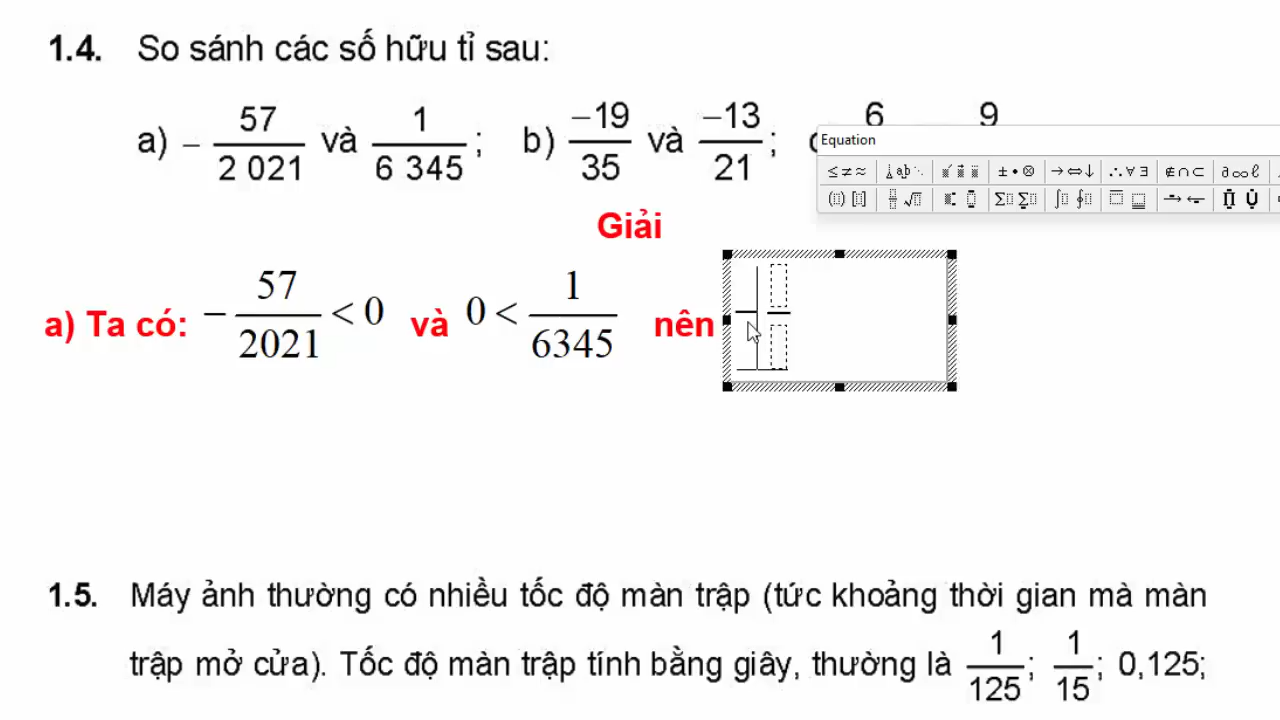 1.4. So sánh các số hữu tỉ sau:
a) − 57/2 021 và 1/6 345; b) −19/35 và −13/21; 6 9
Equation
Giải
a) Ta có: − 57/2021 < 0 và 0 < 1/6345 nên −
1.5. Máy ảnh thường có nhiều tốc độ màn trập (tức khoảng thời gian mà màn
trập mở cửa). Tốc độ màn trập tính bằng giây, thường là 1/125; 1/15; 0,125;